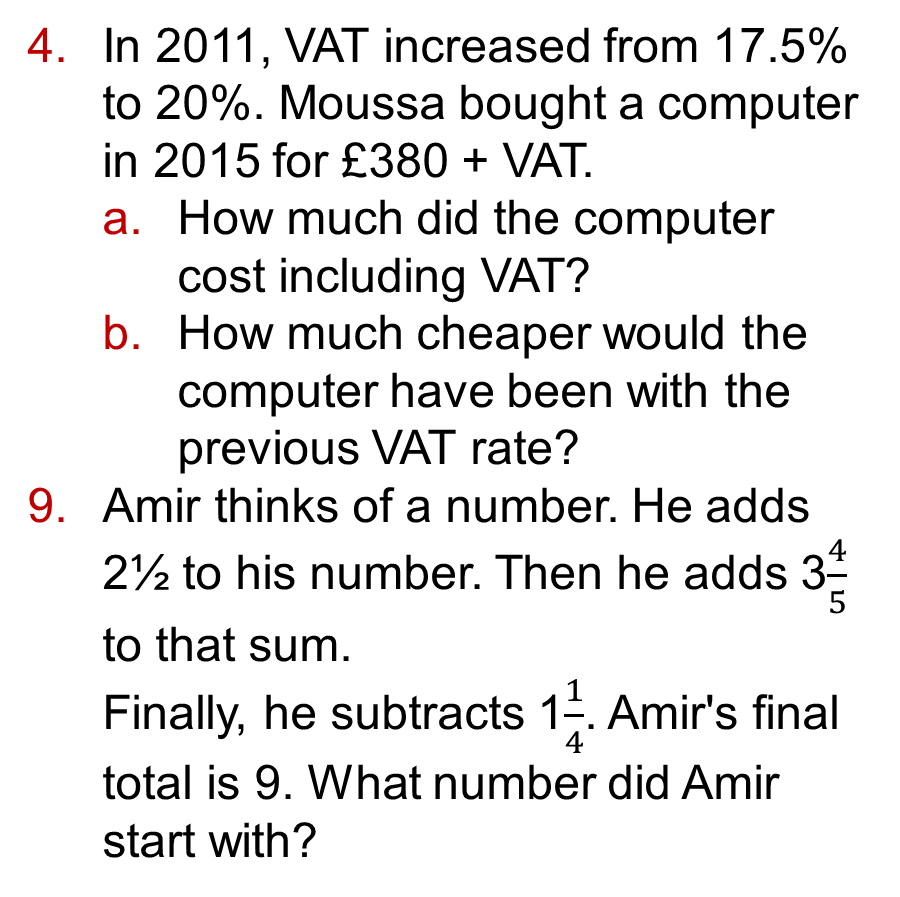 4. In 2011, VAT increased from 17.5%
to 20%. Moussa bought a computer
in 2015 for £380 + VAT.
a. How much did the computer
cost including VAT?
b. How much cheaper would the
computer have been with the
previous VAT rate?
9. Amir thinks of a number. He adds
2½ to his number. Then he adds 3 4/5
to that sum.
Finally, he subtracts 1 1/4. Amir's final
total is 9. What number did Amir
start with?